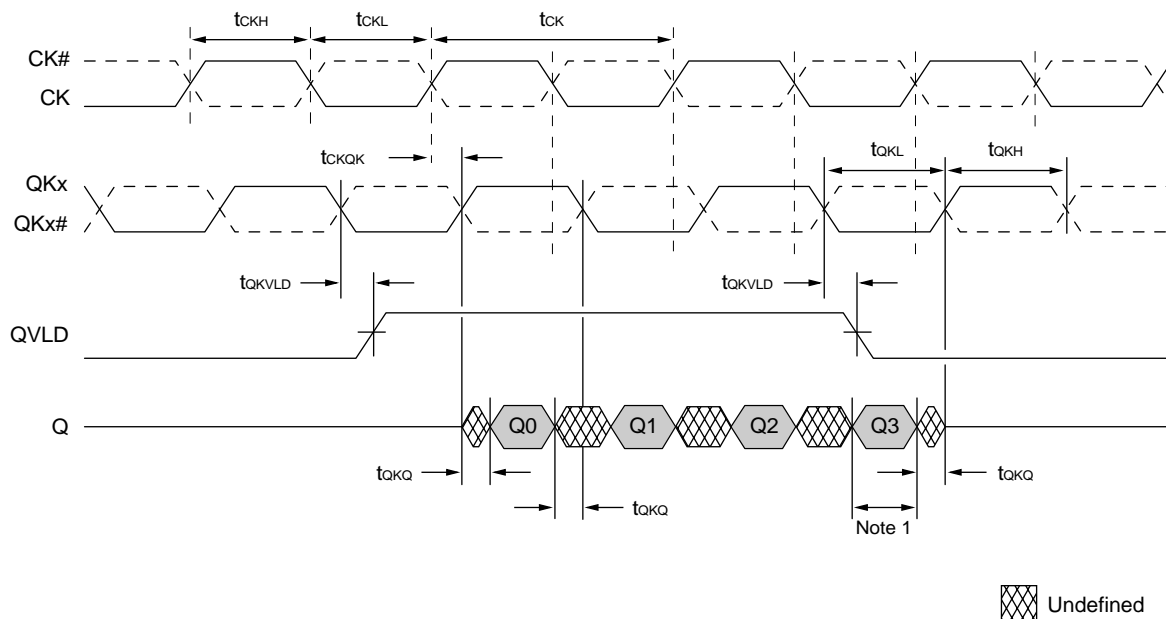 tCKH tCKL tCK
CK#
CK
tCKQK
tQKL tQKH
QKx
QKx#
tQKVLD tQKVLD
QVLD
Q Q0 Q1 Q2 Q3
tQKQ tQKQ
tQKQ
Note 1
Undefined